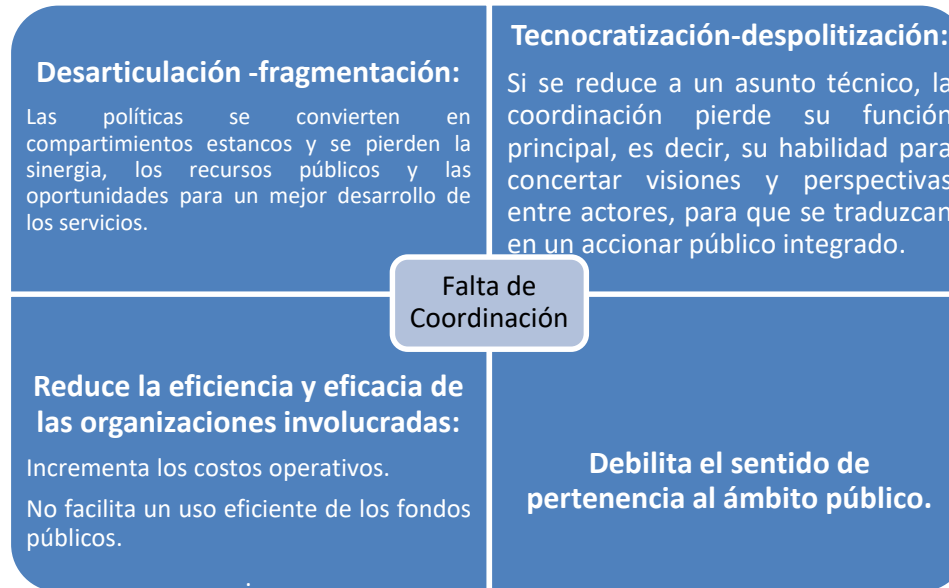 Desarticulación -fragmentación:
Las políticas se convierten en
compartimientos estancos y se pierden la
sinergia, los recursos públicos y las
oportunidades para un mejor desarrollo de
los servicios.
Tecnocratización-despolitización:
Si se reduce a un asunto técnico, la
coordinación pierde su función
principal, es decir, su habilidad para
concertar visiones y perspectivas
entre actores, para que se traduzcan
en un accionar público integrado.
Falta de
Coordinación
Reduce la eficiencia y eficacia de
las organizaciones involucradas:
Incrementa los costos operativos.
No facilita un uso eficiente de los fondos
públicos.
Debilita el sentido de
pertenencia al ámbito público.